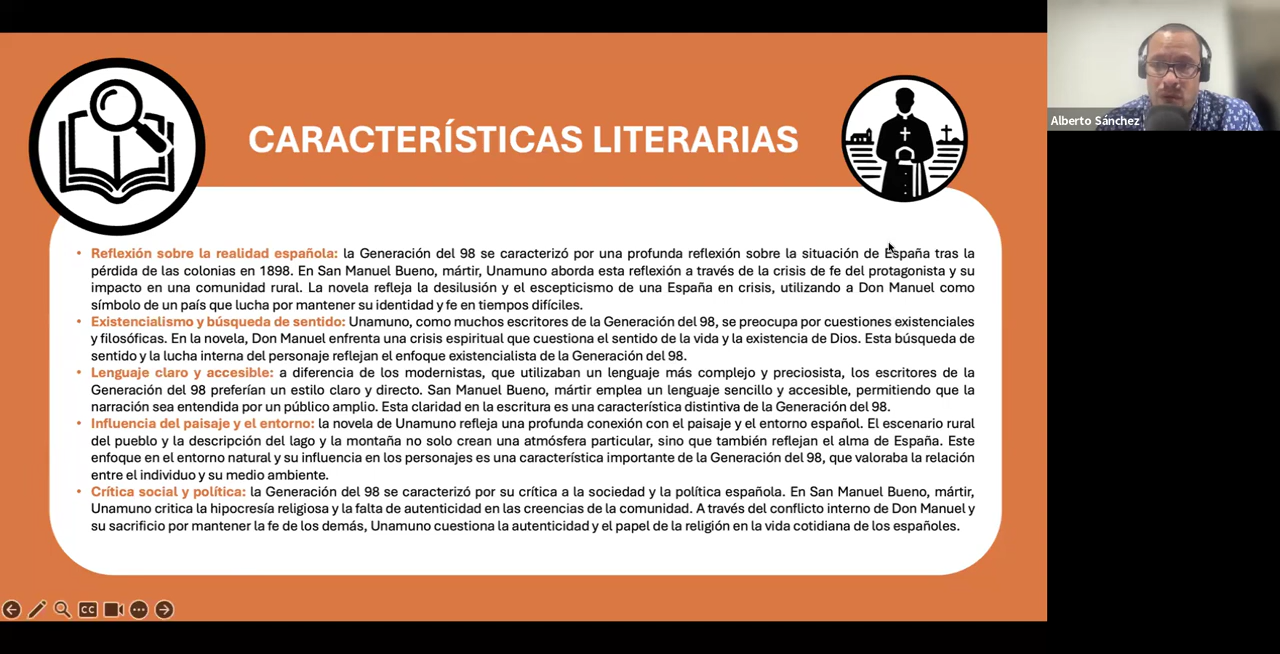 CARACTERÍSTICAS LITERARIAS
Alberto Sánchez
• Reflexión sobre la realidad española: la Generación del 98 se caracterizó por una profunda reflexión sobre la situación de España tras la
pérdida de las colonias en 1898. En San Manuel Bueno, mártir, Unamuno aborda esta reflexión a través de la crisis de fe del protagonista y su
impacto en una comunidad rural. La novela refleja la desilusión y el escepticismo de una España en crisis, utilizando a Don Manuel como
símbolo de un país que lucha por mantener su identidad y fe en tiempos difíciles.
• Existencialismo y búsqueda de sentido: Unamuno, como muchos escritores de la Generación del 98, se preocupa por cuestiones existenciales
y filosóficas. En la novela, Don Manuel enfrenta una crisis espiritual que cuestiona el sentido de la vida y la existencia de Dios. Esta búsqueda de
sentido y la lucha interna del personaje reflejan el enfoque existencialista de la Generación del 98.
• Lenguaje claro y accesible: a diferencia de los modernistas, que utilizaban un lenguaje más complejo y preciosista, los escritores de la
Generación del 98 preferían un estilo claro y directo. San Manuel Bueno, mártir emplea un lenguaje sencillo y accesible, permitiendo que la
narración sea entendida por un público amplio. Esta claridad en la escritura es una característica distintiva de la Generación del 98.
• Influencia del paisaje y el entorno: la novela de Unamuno refleja una profunda conexión con el paisaje y el entorno español. El escenario rural
del pueblo y la descripción del lago y la montaña no solo crean una atmósfera particular, sino que también reflejan el alma de España. Este
enfoque en el entorno natural y su influencia en los personajes es una característica importante de la Generación del 98, que valoraba la relación
entre el individuo y su medio ambiente.
• Crítica social y política: la Generación del 98 se caracterizó por su crítica a la sociedad y la política española. En San Manuel Bueno, mártir,
Unamuno critica la hipocresía religiosa y la falta de autenticidad en las creencias de la comunidad. A través del conflicto interno de Don Manuel y
su sacrificio por mantener la fe de los demás, Unamuno cuestiona la autenticidad y el papel de la religión en la vida cotidiana de los españoles.
CC